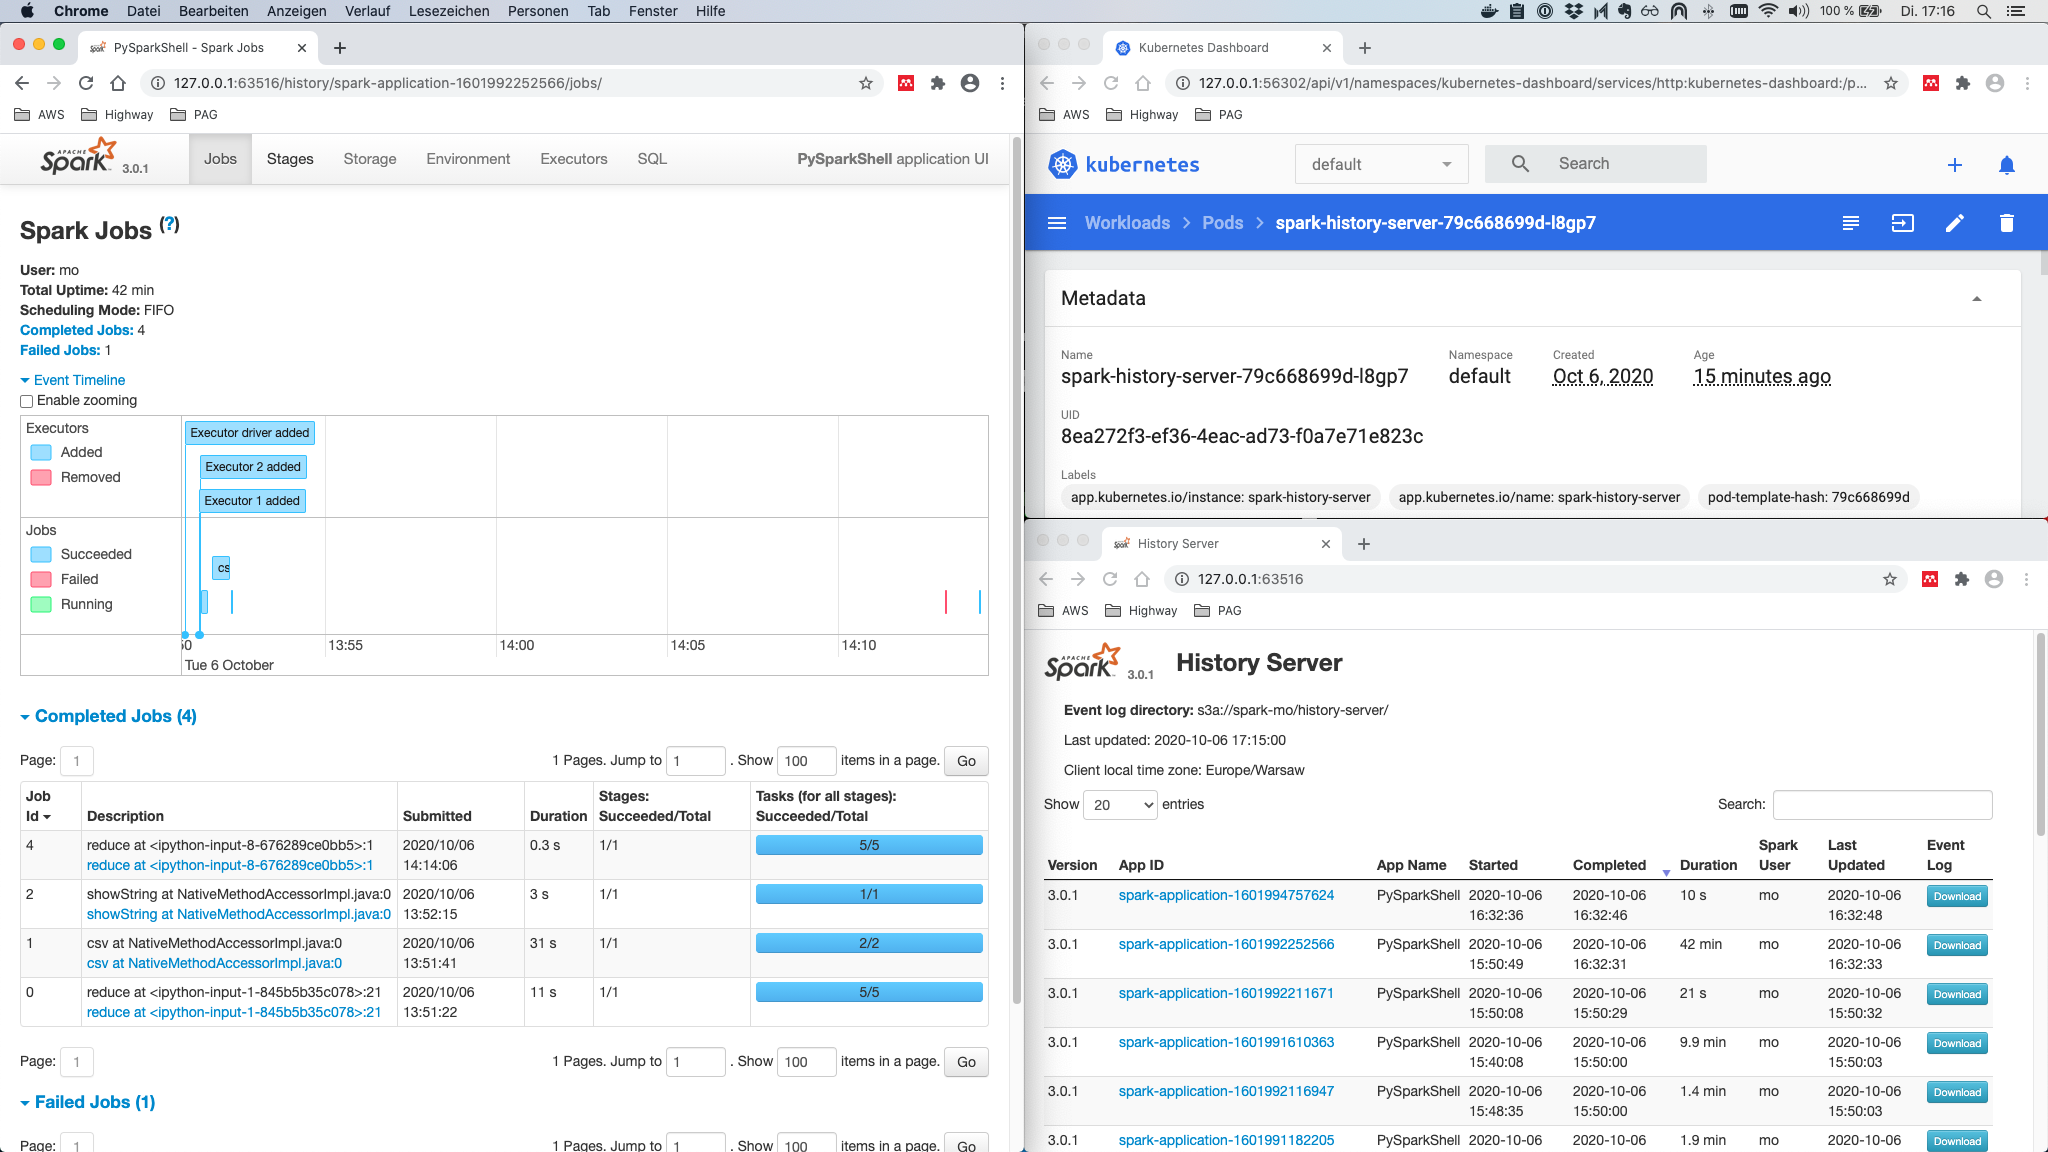 Chrome Datei Bearbeiten Anzeigen Verlauf Lesezeichen Personen Tab Fenster Hilfe 100 % Di. 17:16
PySparkShell - Spark Jobs
127.0.0.1:63516/history/spark-application-1601992252566/jobs/
AWS Highway PAG
APACHE Spark 3.0.1 Jobs Stages Storage Environment Executors SQL PySparkShell application UI
Spark Jobs (?)
User: mo
Total Uptime: 42 min
Scheduling Mode: FIFO
Completed Jobs: 4
Failed Jobs: 1
Event Timeline
Enable zooming
Executors
Added
Removed
Executor driver added
Executor 2 added
Executor 1 added
Jobs
Succeeded
Failed
Running
cs
13:55 14:00 14:05 14:10
Tue 6 October
Completed Jobs (4)
Page: 1 1 Pages. Jump to 1 . Show 100 items in a page. Go
Job Id Description Submitted Duration Stages: Succeeded/Total Tasks (for all stages): Succeeded/Total
4 reduce at <ipython-input-8-676289ce0bb5>:1 2020/10/06 0.3 s 1/1 5/5
reduce at <ipython-input-8-676289ce0bb5>:1 14:14:06
2 showString at NativeMethodAccessorImpl.java:0 2020/10/06 3 s 1/1 1/1
showString at NativeMethodAccessorImpl.java:0 13:52:15
1 csv at NativeMethodAccessorImpl.java:0 2020/10/06 31 s 1/1 2/2
csv at NativeMethodAccessorImpl.java:0 13:51:41
0 reduce at <ipython-input-1-845b5b35c078>:21 2020/10/06 11 s 1/1 5/5
reduce at <ipython-input-1-845b5b35c078>:21 13:51:22
Page: 1 1 Pages. Jump to 1 . Show 100 items in a page. Go
Failed Jobs (1)
Page: 1 1 Pages. Jump to 1 . Show 100 items in a page. Go
Kubernetes Dashboard
127.0.0.1:56302/api/v1/namespaces/kubernetes-dashboard/services/http:kubernetes-dashboard:/p...
AWS Highway PAG
kubernetes default Search
Workloads > Pods > spark-history-server-79c668699d-l8gp7
Metadata
Name Namespace Created Age
spark-history-server-79c668699d-l8gp7 default Oct 6, 2020 15 minutes ago
UID
8ea272f3-ef36-4eac-ad73-f0a7e71e823c
Labels
app.kubernetes.io/instance: spark-history-server app.kubernetes.io/name: spark-history-server pod-template-hash: 79c668699d
History Server
127.0.0.1:63516
AWS Highway PAG
APACHE Spark 3.0.1 History Server
Event log directory: s3a://spark-mo/history-server/
Last updated: 2020-10-06 17:15:00
Client local time zone: Europe/Warsaw
Show 20 entries Search:
Version App ID App Name Started Completed Duration Spark User Last Updated Event Log
3.0.1 spark-application-1601994757624 PySparkShell 2020-10-06 2020-10-06 10 s mo 2020-10-06 Download
16:32:36 16:32:46 16:32:48
3.0.1 spark-application-1601992252566 PySparkShell 2020-10-06 2020-10-06 42 min mo 2020-10-06 Download
15:50:49 16:32:31 16:32:33
3.0.1 spark-application-1601992211671 PySparkShell 2020-10-06 2020-10-06 21 s mo 2020-10-06 Download
15:50:08 15:50:29 15:50:32
3.0.1 spark-application-1601991610363 PySparkShell 2020-10-06 2020-10-06 9.9 min mo 2020-10-06 Download
15:40:08 15:50:00 15:50:03
3.0.1 spark-application-1601992116947 PySparkShell 2020-10-06 2020-10-06 1.4 min mo 2020-10-06 Download
15:48:35 15:50:00 15:50:03
3.0.1 spark-application-1601991182205 PySparkShell 2020-10-06 2020-10-06 1.9 min mo 2020-10-06 Download